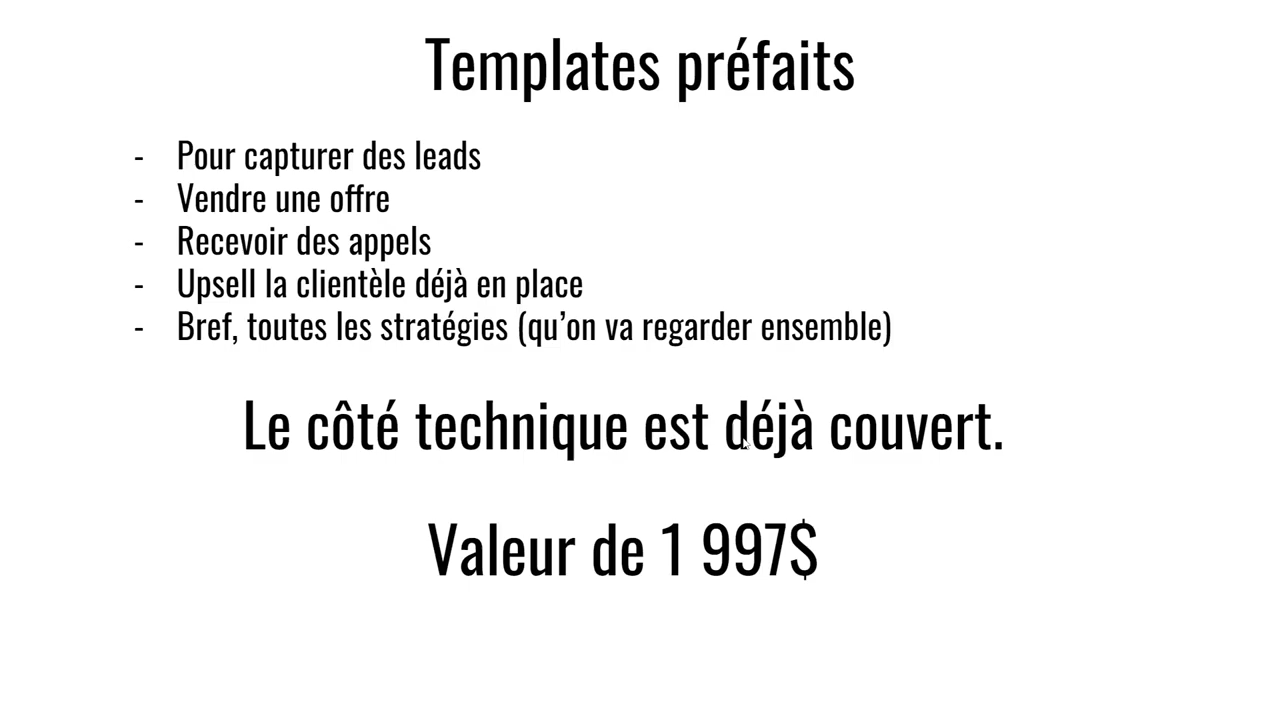 Templates préfaits
- Pour capturer des leads
- Vendre une offre
- Recevoir des appels
- Upsell la clientèle déjà en place
- Bref, toutes les stratégies (qu’on va regarder ensemble)
Le côté technique est déjà couvert.
Valeur de 1 997$